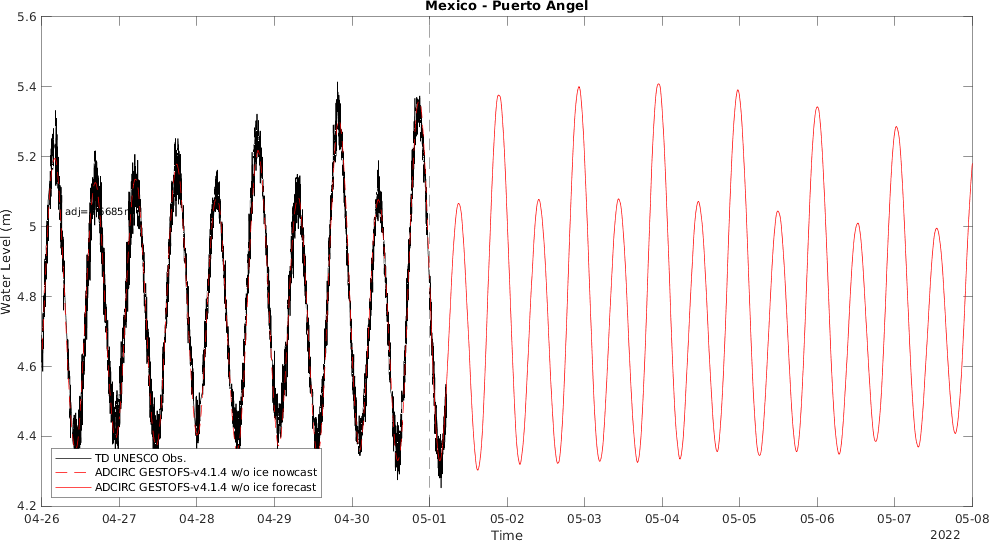 Mexico - Puerto Angel
Water Level (m)
5.6
5.4
5.2
5
4.8
4.6
4.4
4.2
TD UNESCO Obs.
ADCIRC GESTOFS-v4.1.4 w/o ice nowcast
ADCIRC GESTOFS-v4.1.4 w/o ice forecast
04-26 04-27 04-28 04-29 04-30 05-01 05-02 05-03 05-04 05-05 05-06 05-07 05-08
Time
2022